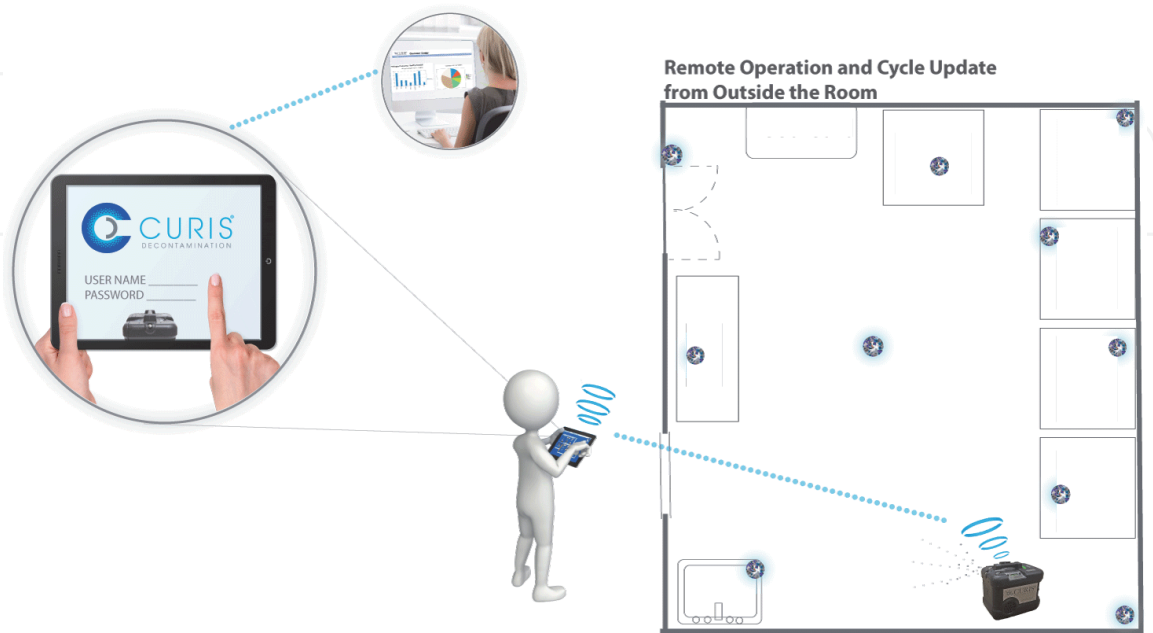 Remote Operation and Cycle Update
from Outside the Room
CURIS®
DECONTAMINATION
USER NAME
PASSWORD